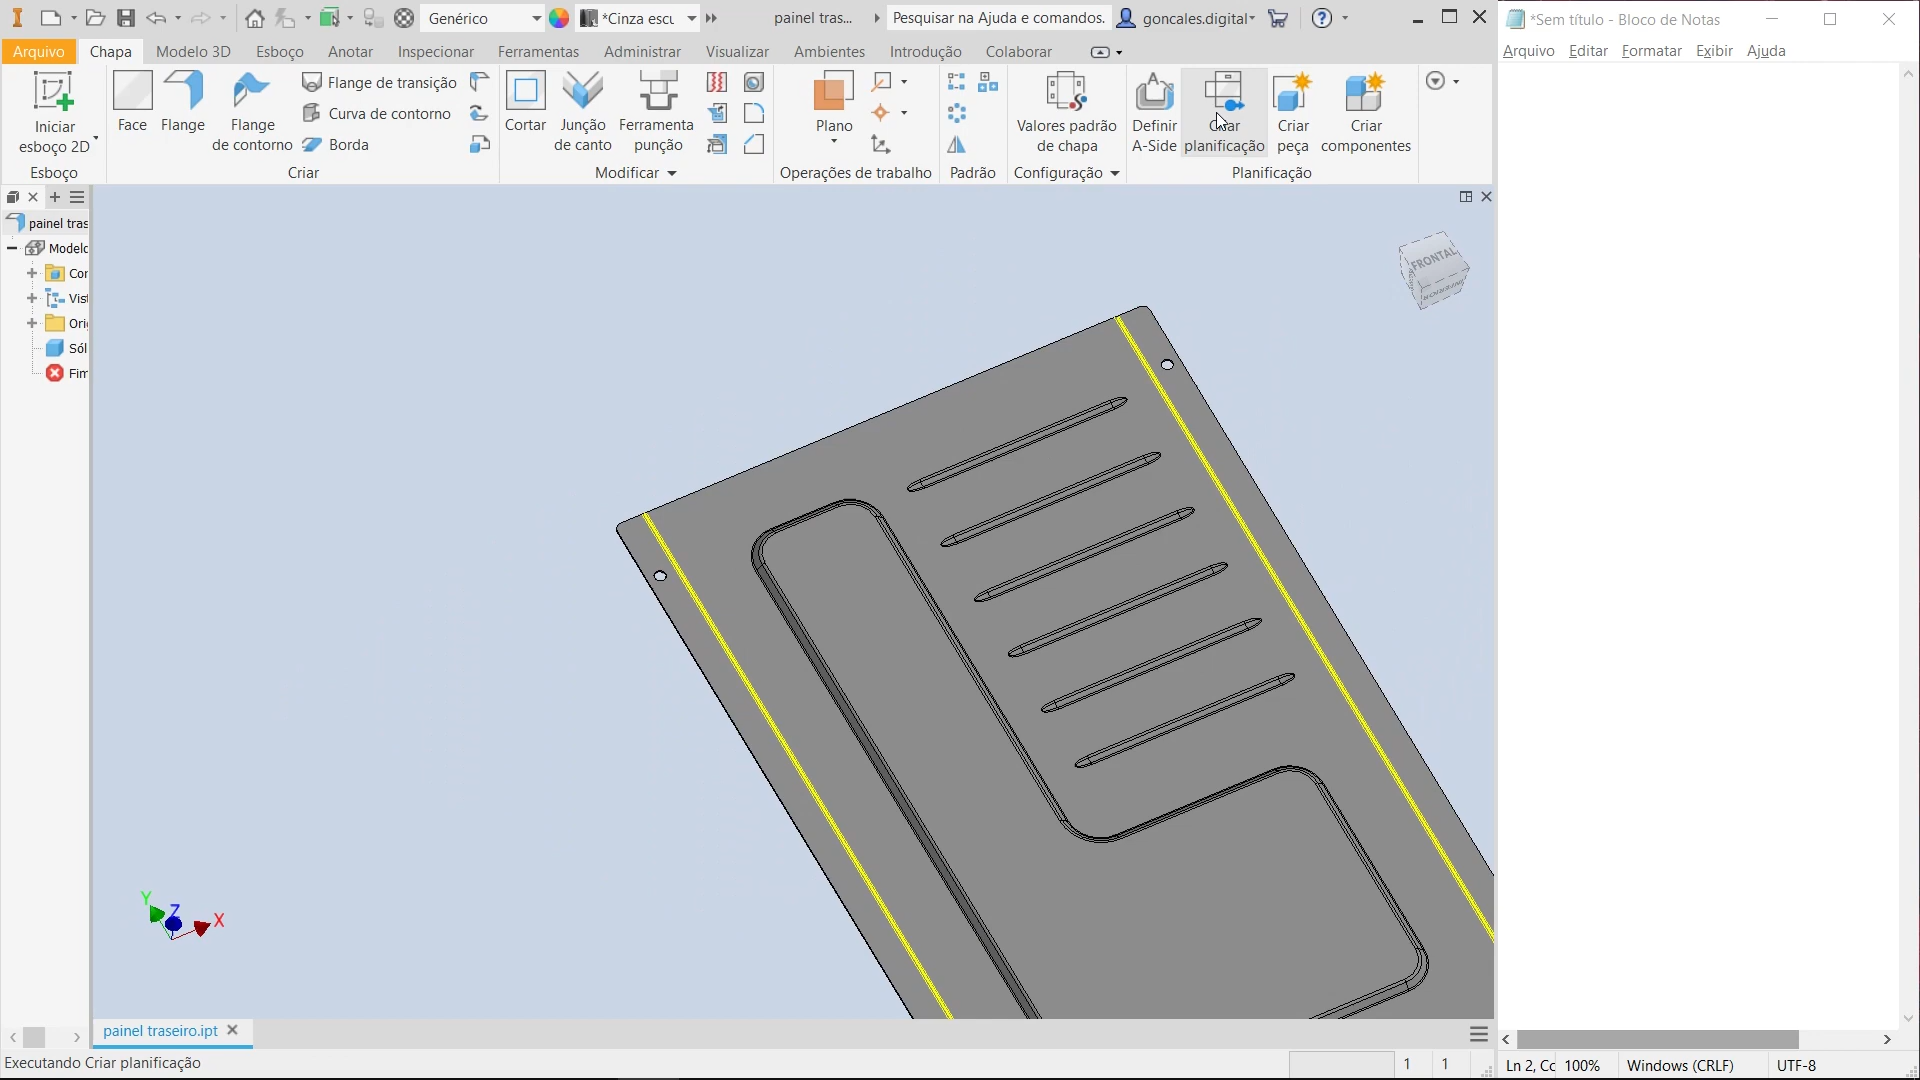 Genérico
*Cinza escu
painel tras...
Pesquisar na Ajuda e comandos.
goncales.digital
*Sem título - Bloco de Notas
Arquivo
Chapa
Modelo 3D
Esboço
Anotar
Inspecionar
Ferramentas
Administrar
Visualizar
Ambientes
Introdução
Colaborar
Arquivo
Editar
Formatar
Exibir
Ajuda
Iniciar
esboço 2D
Face
Flange
Flange
de contorno
Flange de transição
Curva de contorno
Borda
Cortar
Junção
de canto
Ferramenta
punção
Plano
Valores padrão
de chapa
Definir
A-Side
Criar
planificação
Criar
peça
Criar
componentes
Esboço
Criar
Modificar
Operações de trabalho
Padrão
Configuração
Planificação
painel tras
Modelo
Con
Vist
Orig
Sól
Fim
FRONTAL
INFERIOR
Y
Z
X
painel traseiro.ipt
Executando Criar planificação
1
1
Ln 2, Cc
100%
Windows (CRLF)
UTF-8